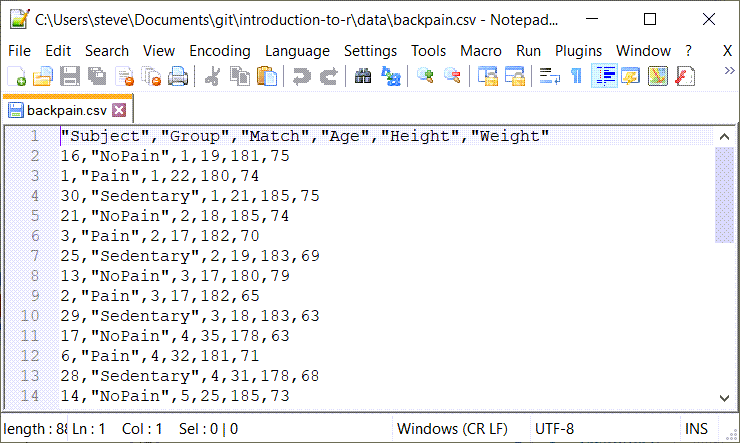 C:\Users\steve\Documents\git\introduction-to-r\data\backpain.csv - Notepad...
File Edit Search View Encoding Language Settings Tools Macro Run Plugins Window ? X
backpain.csv
1 "Subject","Group","Match","Age","Height","Weight"
2 16,"NoPain",1,19,181,75
3 1,"Pain",1,22,180,74
4 30,"Sedentary",1,21,185,75
5 21,"NoPain",2,18,185,74
6 3,"Pain",2,17,182,70
7 25,"Sedentary",2,19,183,69
8 13,"NoPain",3,17,180,79
9 2,"Pain",3,17,182,65
10 29,"Sedentary",3,18,183,63
11 17,"NoPain",4,35,178,63
12 6,"Pain",4,32,181,71
13 28,"Sedentary",4,31,178,68
14 14,"NoPain",5,25,185,73
length : Ln : 1 Col : 1 Sel : 0 | 0 Windows (CR LF) UTF-8 INS